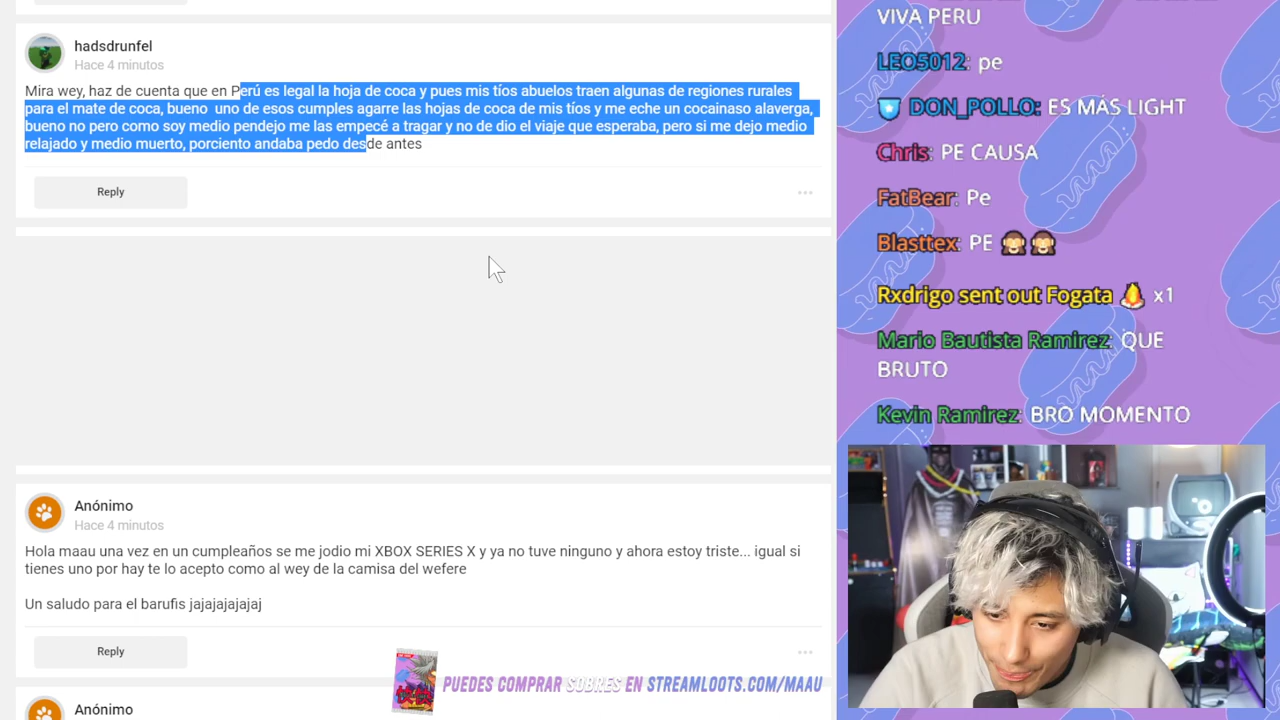 hadsdrunfel
Hace 4 minutos
Mira wey, haz de cuenta que en Perú es legal la hoja de coca y pues mis tíos abuelos traen algunas de regiones rurales
para el mate de coca, bueno  uno de esos cumples agarre las hojas de coca de mis tíos y me eche un cocainaso alaverga,
bueno no pero como soy medio pendejo me las empecé a tragar y no de dio el viaje que esperaba, pero si me dejo medio
relajado y medio muerto, porciento andaba pedo desde antes
Reply
Anónimo
Hace 4 minutos
Hola maau una vez en un cumpleaños se me jodio mi XBOX SERIES X y ya no tuve ninguno y ahora estoy triste... igual si
tienes uno por hay te lo acepto como al wey de la camisa del wefere
Un saludo para el barufis jajajajajajaj
Reply
Anónimo
PUEDES COMPRAR SOBRES EN STREAMLOOTS.COM/MAAU
VIVA PERU
LEO5012: pe
DON_POLLO: ES MÁS LIGHT
Chris: PE CAUSA
FatBear: Pe
Blasttex: PE 🙈🙈
Rxdrigo sent out Fogata x1
Mario Bautista Ramirez: QUE
BRUTO
Kevin Ramirez: BRO MOMENTO